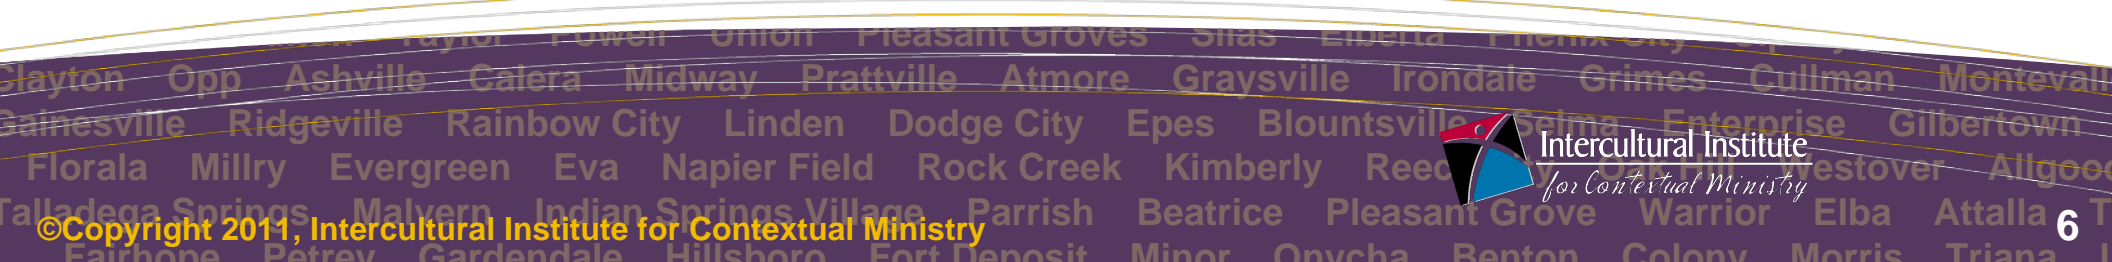 Taylor Powell Union Pleasant Groves Silas Elberta Phenix City
Clayton Opp Ashville Calera Midway Prattville Atmore Graysville Irondale Grimes Cullman Montevall
Gainesville Ridgeville Rainbow City Linden Dodge City Epes Blountsville Selma Enterprise Gilbertown
Intercultural Institute
for Contextual Ministry
Florala Millry Evergreen Eva Napier Field Rock Creek Kimberly Reec Westover Allgood
Talladega Springs Malvern Indian Springs Village Parrish Beatrice Pleasant Grove Warrior Elba Attalla T
©Copyright 2011, Intercultural Institute for Contextual Ministry
6
Fairhope Petrey Gardendale Hillsboro Fort Deposit Minor Onycha Benton Colony Morris Triana